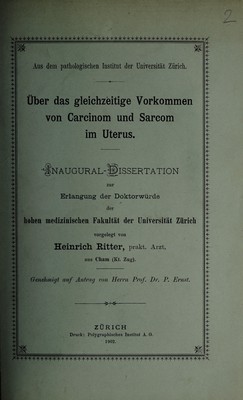 2
Aus dem pathologischen Institut der Universität Zürich.
Über das gleichzeitige Vorkommen
von Carcinom und Sarcom
im Uterus.
INAUGURAL-DISSERTATION
zur
Erlangung der Doktorwürde
der
hohen medizinischen Fakultät der Universität Zürich
vorgelegt von
Heinrich Ritter, prakt. Arzt,
aus Cham (Kt. Zug).
Genehmigt auf Antrag von Herrn Prof. Dr. P. Ernst.
ZÜRICH
Druck: Polygraphisches Institut A. G.